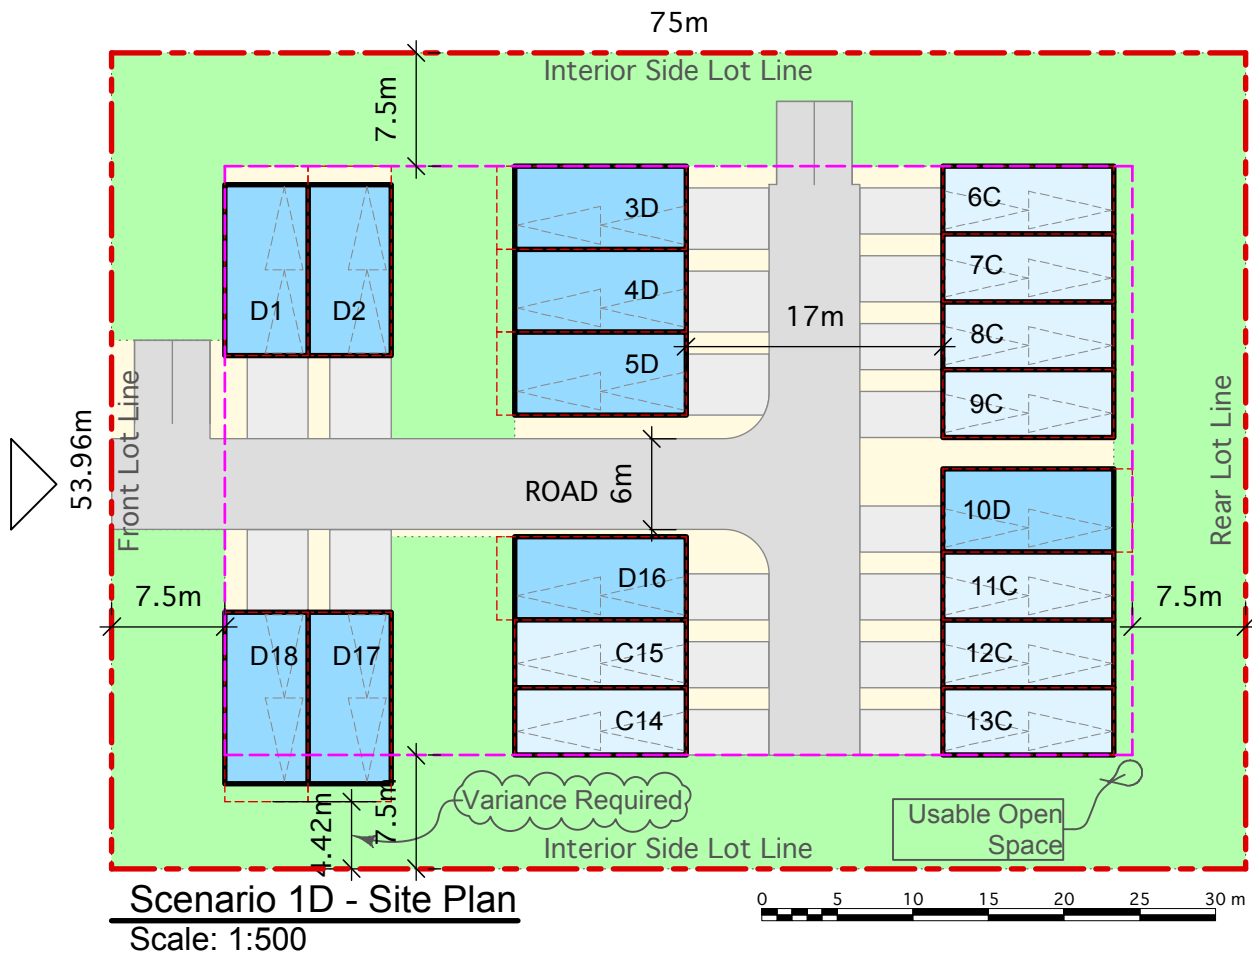 75m
Interior Side Lot Line
7.5m
3D
6C
D1
D2
4D
7C
17m
8C
5D
9C
53.96m
Front Lot Line
Rear Lot Line
ROAD
6m
10D
D16
11C
7.5m
7.5m
D18
D17
C15
12C
C14
13C
4.42m
7.5m
Variance Required
Usable Open
Space
Interior Side Lot Line
Scenario 1D - Site Plan
Scale: 1:500
0 5 10 15 20 25 30 m